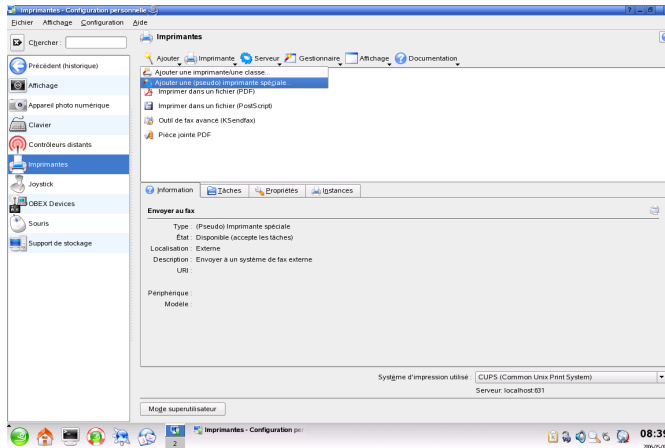 Imprimantes - Configuration personnelle
Fichier Affichage Configuration Aide
Chercher :
Précédent (historique)
Affichage
Appareil photo numérique
Clavier
Contrôleurs distants
Imprimantes
Joystick
OBEX Devices
Souris
Support de stockage
Imprimantes
Ajouter Imprimante Serveur Gestionnaire Affichage Documentation
Ajouter une imprimante/une classe...
Ajouter une (pseudo) imprimante spéciale...
Imprimer dans un fichier (PDF)
Imprimer dans un fichier (PostScript)
Outil de fax avancé (KSendfax)
Pièce jointe PDF
Information Tâches Propriétés Instances
Envoyer au fax
Type : (Pseudo) Imprimante spéciale
État : Disponible (accepte les tâches)
Localisation : Externe
Description : Envoyer à un système de fax externe
URI :
Périphérique :
Modèle :
Système d'impression utilisé : CUPS (Common Unix Print System)
Serveur: localhost:631
Mode superutilisateur
2
Imprimantes - Configuration per
08:39